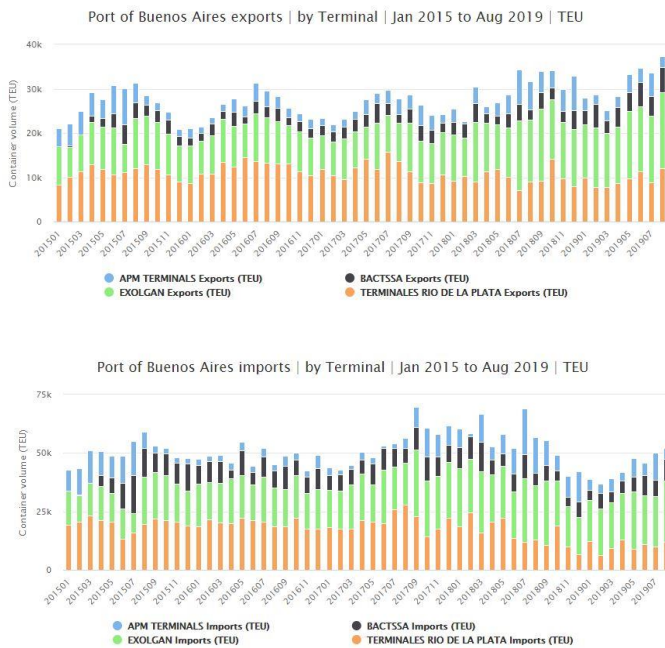 Port of Buenos Aires exports | by Terminal | Jan 2015 to Aug 2019 | TEU
Container volume (TEU)
40k
30k
20k
10k
0
201501 201503 201505 201507 201509 201511 201601 201603 201605 201607 201609 201611 201701 201703 201705 201707 201709 201711 201801 201803 201805 201807 201809 201811 201901 201903 201905 201907
APM TERMINALS Exports (TEU) BACTSSA Exports (TEU)
EXOLGAN Exports (TEU) TERMINALES RIO DE LA PLATA Exports (TEU)
Port of Buenos Aires imports | by Terminal | Jan 2015 to Aug 2019 | TEU
Container volume (TEU)
75k
50k
25k
0
201501 201503 201505 201507 201509 201511 201601 201603 201605 201607 201609 201611 201701 201703 201705 201707 201709 201711 201801 201803 201805 201807 201809 201811 201901 201903 201905 201907
APM TERMINALS Imports (TEU) BACTSSA Imports (TEU)
EXOLGAN Imports (TEU) TERMINALES RIO DE LA PLATA Imports (TEU)